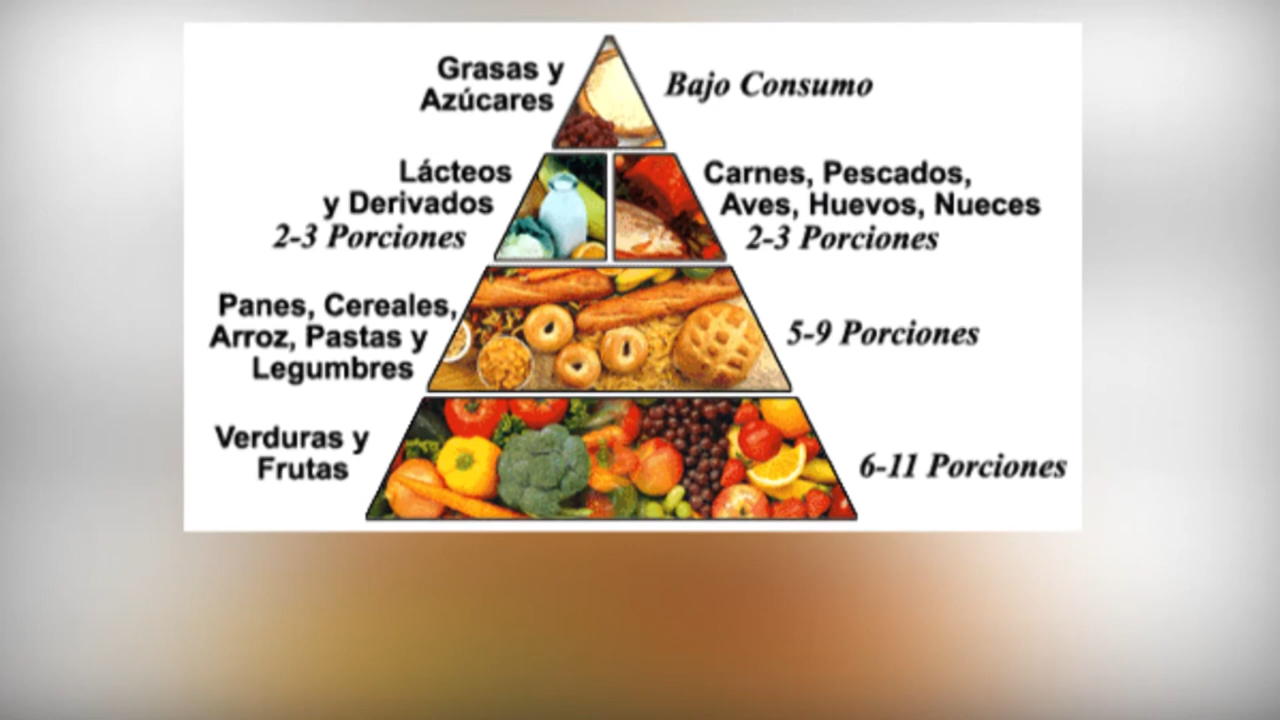 Grasas y
Azúcares
Bajo Consumo
Lácteos
y Derivados
2-3 Porciones
Carnes, Pescados,
Aves, Huevos, Nueces
2-3 Porciones
Panes, Cereales,
Arroz, Pastas y
Legumbres
5-9 Porciones
Verduras y
Frutas
6-11 Porciones